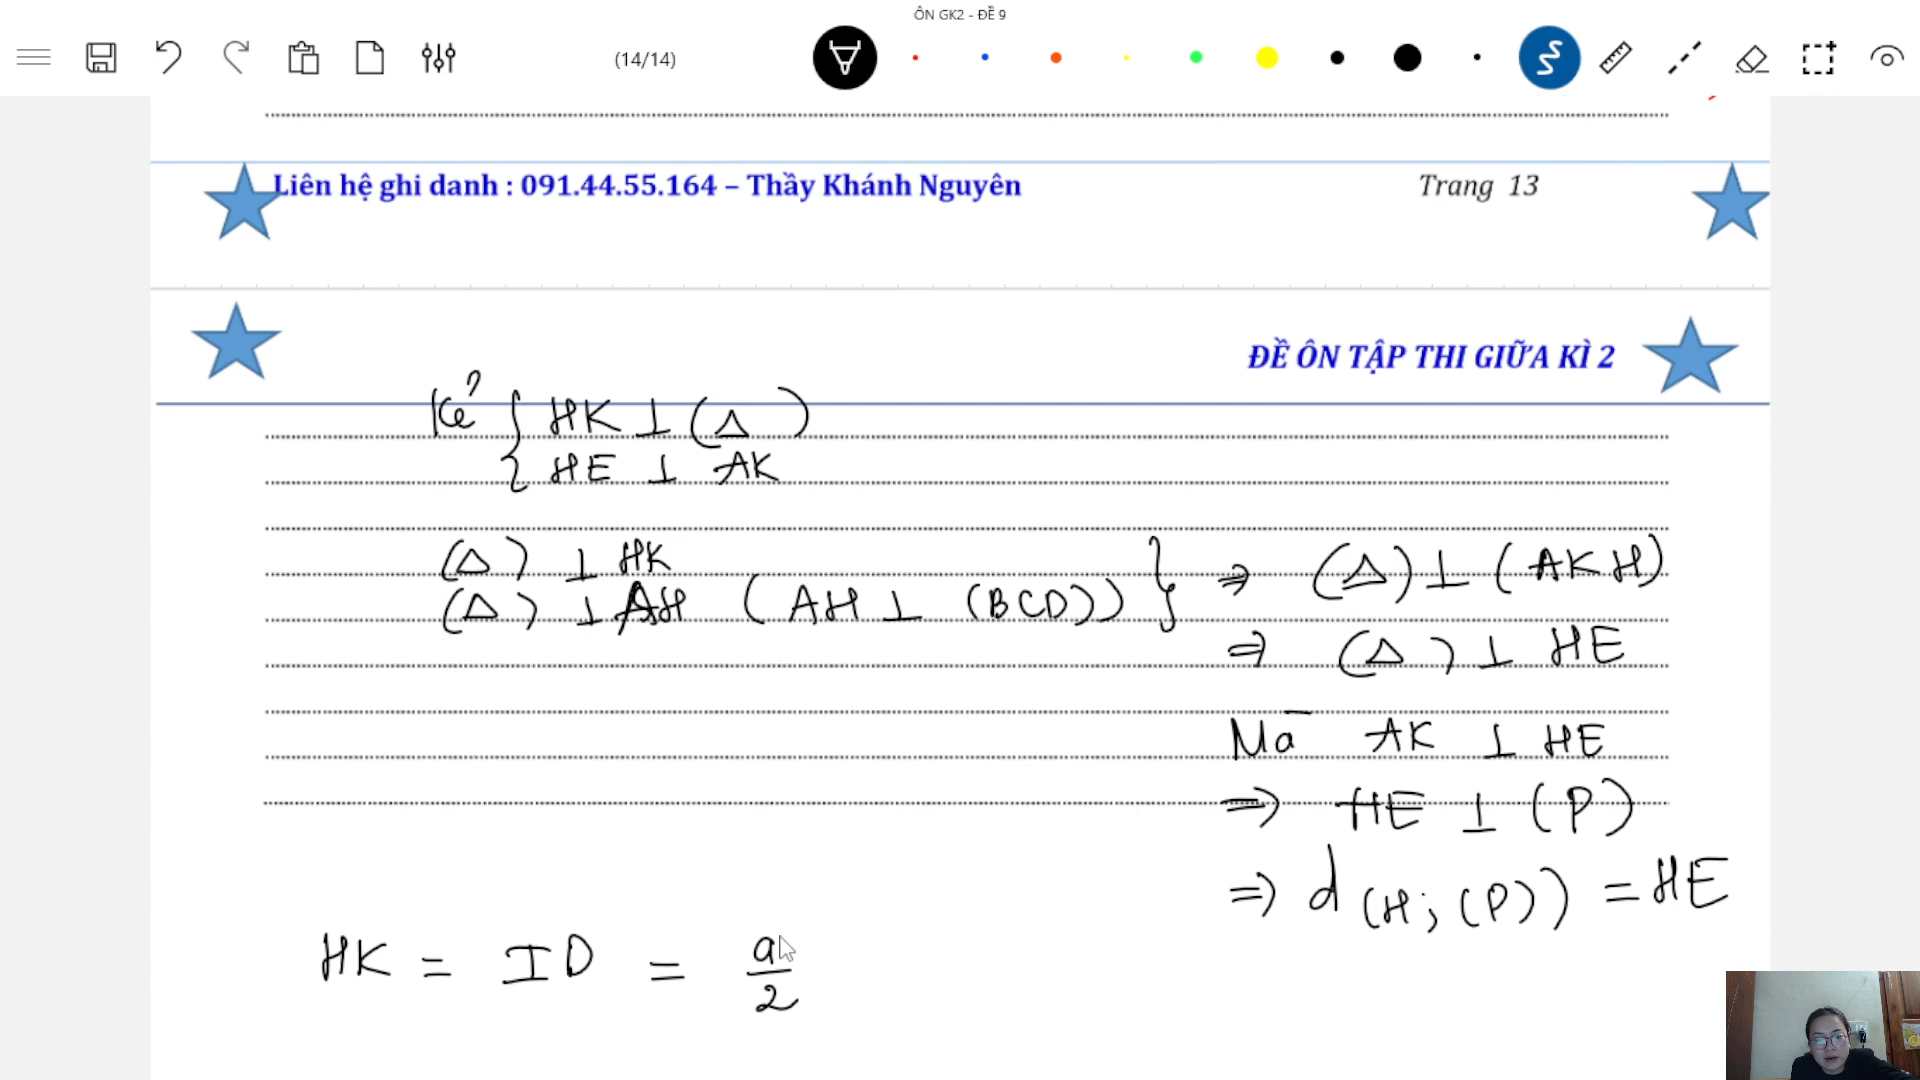 ÔN GK2 - ĐỀ 9
(14/14)
Liên hệ ghi danh : 091.44.55.164 – Thầy Khánh Nguyên
Trang 13
ĐỀ ÔN TẬP THI GIỮA KÌ 2
Kẻ { HK ⊥ (Δ)
HE ⊥ AK
(Δ) ⊥ HK
(Δ) ⊥ AH (AH ⊥ (BCD)) } ⇒ (Δ) ⊥ (AKH)
⇒ (Δ) ⊥ HE
Mà AK ⊥ HE
⇒ HE ⊥ (P)
⇒ d(H; (P)) = HE
HK = ID = a/2